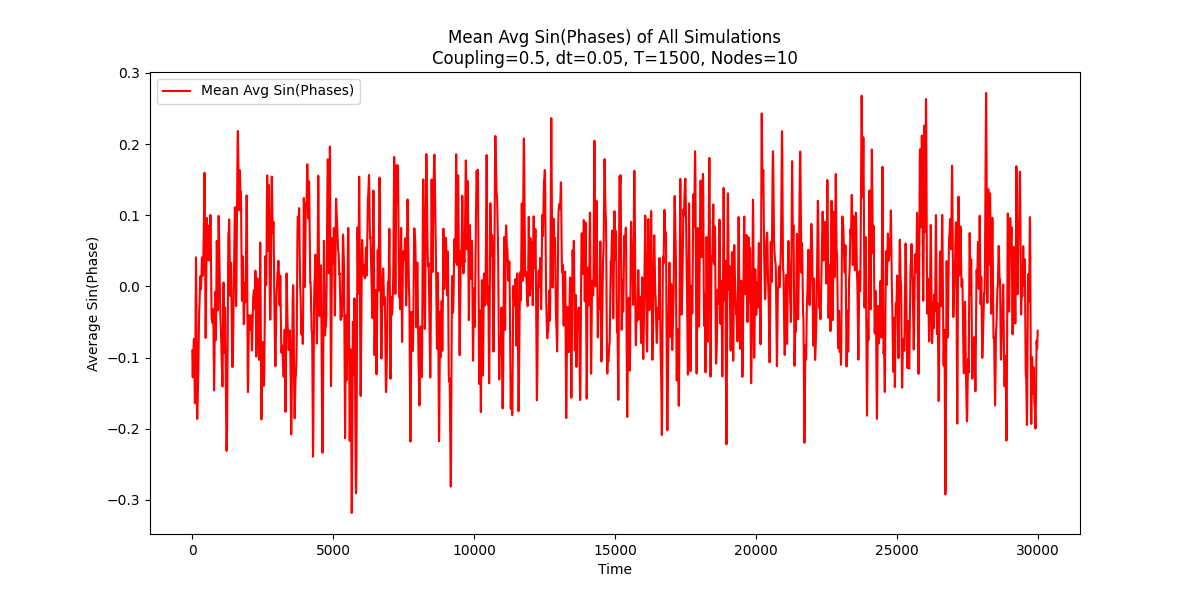 Mean Avg Sin(Phases) of All Simulations
Coupling=0.5, dt=0.05, T=1500, Nodes=10
Mean Avg Sin(Phases)
Average Sin(Phase)
0.3
0.2
0.1
0.0
−0.1
−0.2
−0.3
0 5000 10000 15000 20000 25000 30000
Time